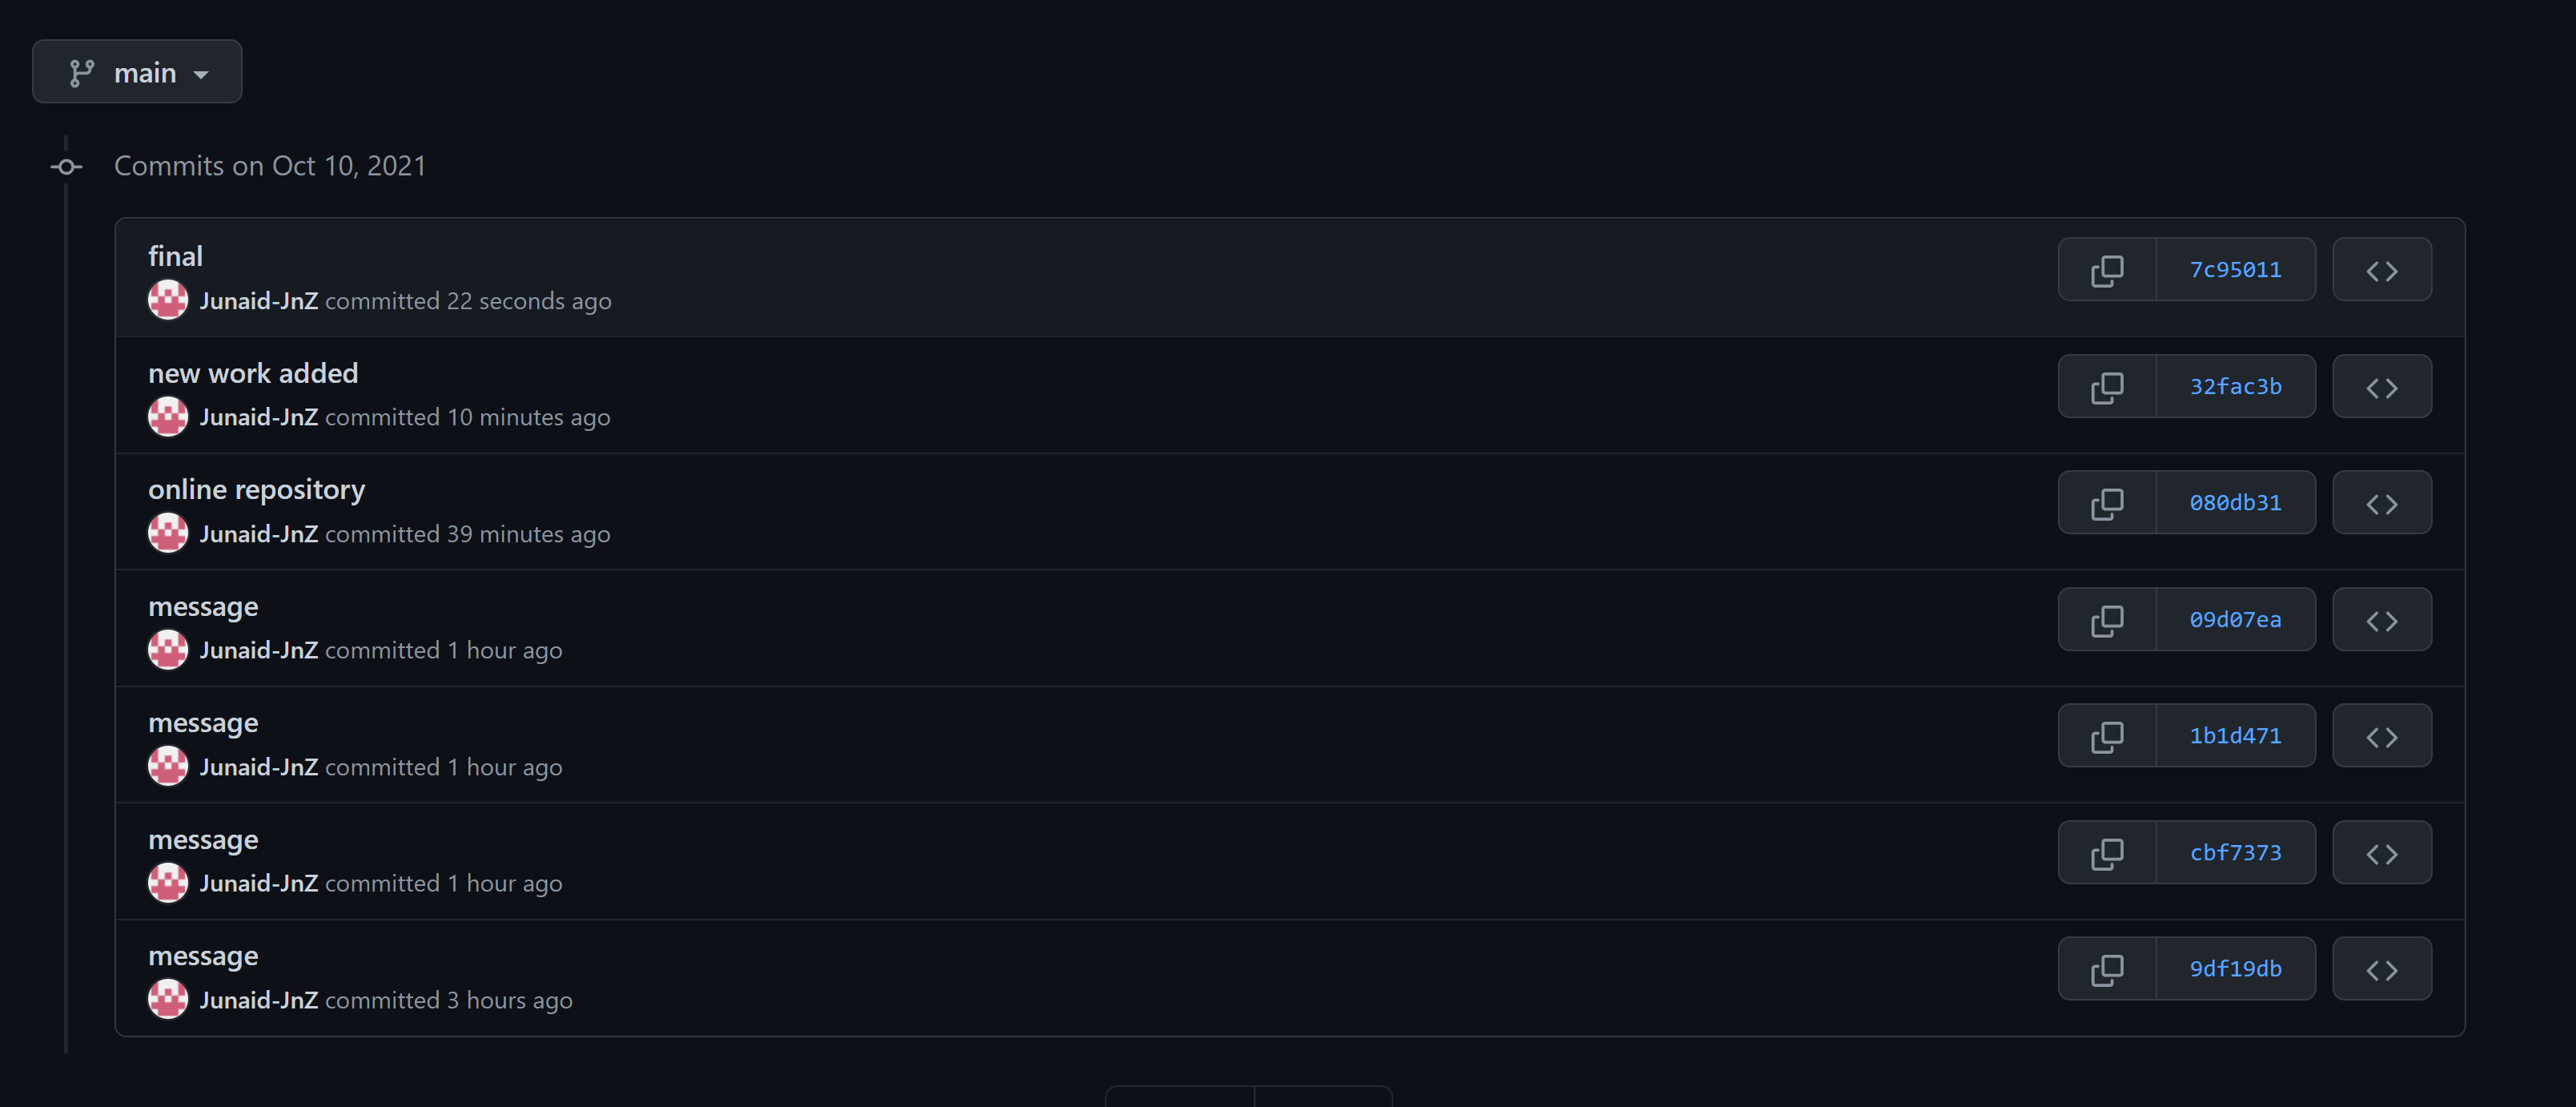 main
Commits on Oct 10, 2021
final
7c95011
Junaid-JnZ committed 22 seconds ago
new work added
32fac3b
Junaid-JnZ committed 10 minutes ago
online repository
080db31
Junaid-JnZ committed 39 minutes ago
message
09d07ea
Junaid-JnZ committed 1 hour ago
message
1b1d471
Junaid-JnZ committed 1 hour ago
message
cbf7373
Junaid-JnZ committed 1 hour ago
message
9df19db
Junaid-JnZ committed 3 hours ago